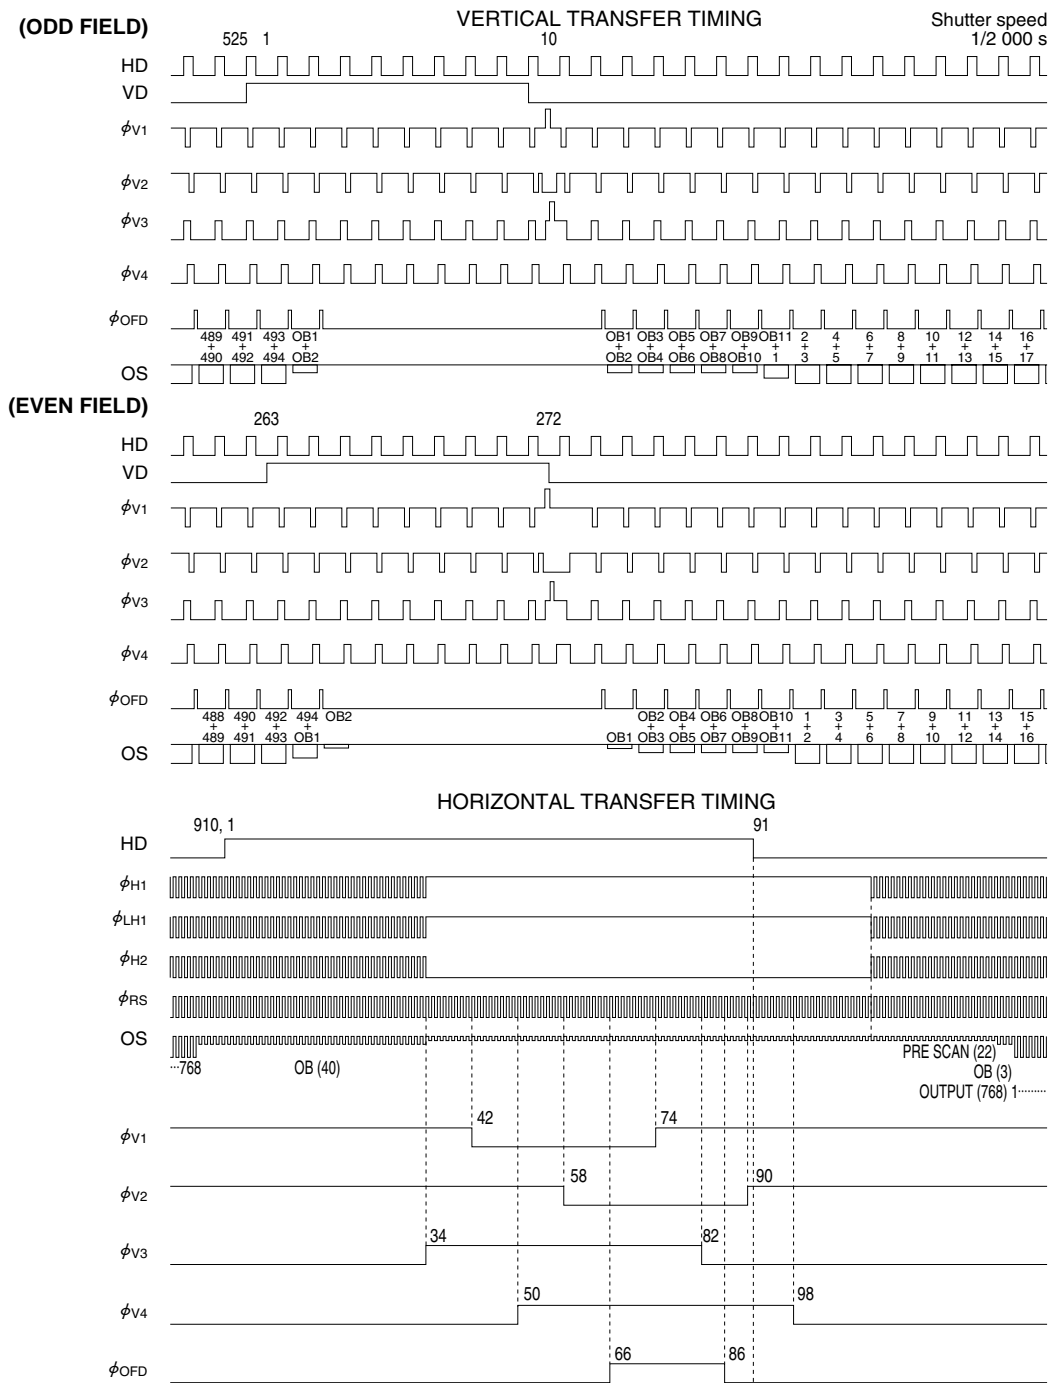 VERTICAL TRANSFER TIMING
Shutter speed
1/2 000 s
(ODD FIELD)
525 1 10
HD
VD
ϕV1
ϕV2
ϕV3
ϕV4
ϕOFD
489 491 493 OB1 OB1 OB3 OB5 OB7 OB9 OB11 2 4 6 8 10 12 14 16
+ + + + + + + + + + + + + + + + + +
490 492 494 OB2 OB2 OB4 OB6 OB8 OB10 1 3 5 7 9 11 13 15 17
OS
(EVEN FIELD)
263 272
HD
VD
ϕV1
ϕV2
ϕV3
ϕV4
ϕOFD
488 490 492 494 OB2 OB2 OB4 OB6 OB8 OB10 1 3 5 7 9 11 13 15
+ + + + + + + + + + + + + + + + +
489 491 493 OB1 OB1 OB3 OB5 OB7 OB9 OB11 2 4 6 8 10 12 14 16
OS
HORIZONTAL TRANSFER TIMING
910, 1 91
HD
ϕH1
ϕLH1
ϕH2
ϕRS
OS
···768 OB (40) PRE SCAN (22)
OB (3)
OUTPUT (768) 1·········
42 74
ϕV1
58 90
ϕV2
34 82
ϕV3
50 98
ϕV4
66 86
ϕOFD